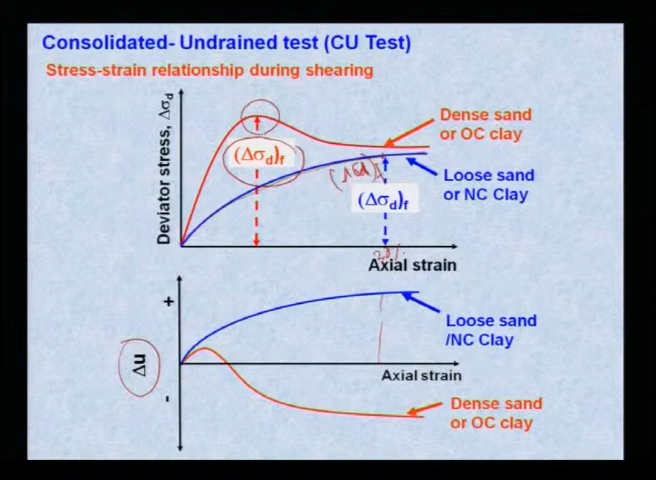 Consolidated- Undrained test (CU Test)
Stress-strain relationship during shearing
Deviator stress, Δσd
Dense sand
or OC clay
(Δσd)f
Loose sand
or NC Clay
(Δσd)f
(Δσd)f
20%
Axial strain
+
Δu
-
Loose sand
/NC Clay
Axial strain
Dense sand
or OC clay